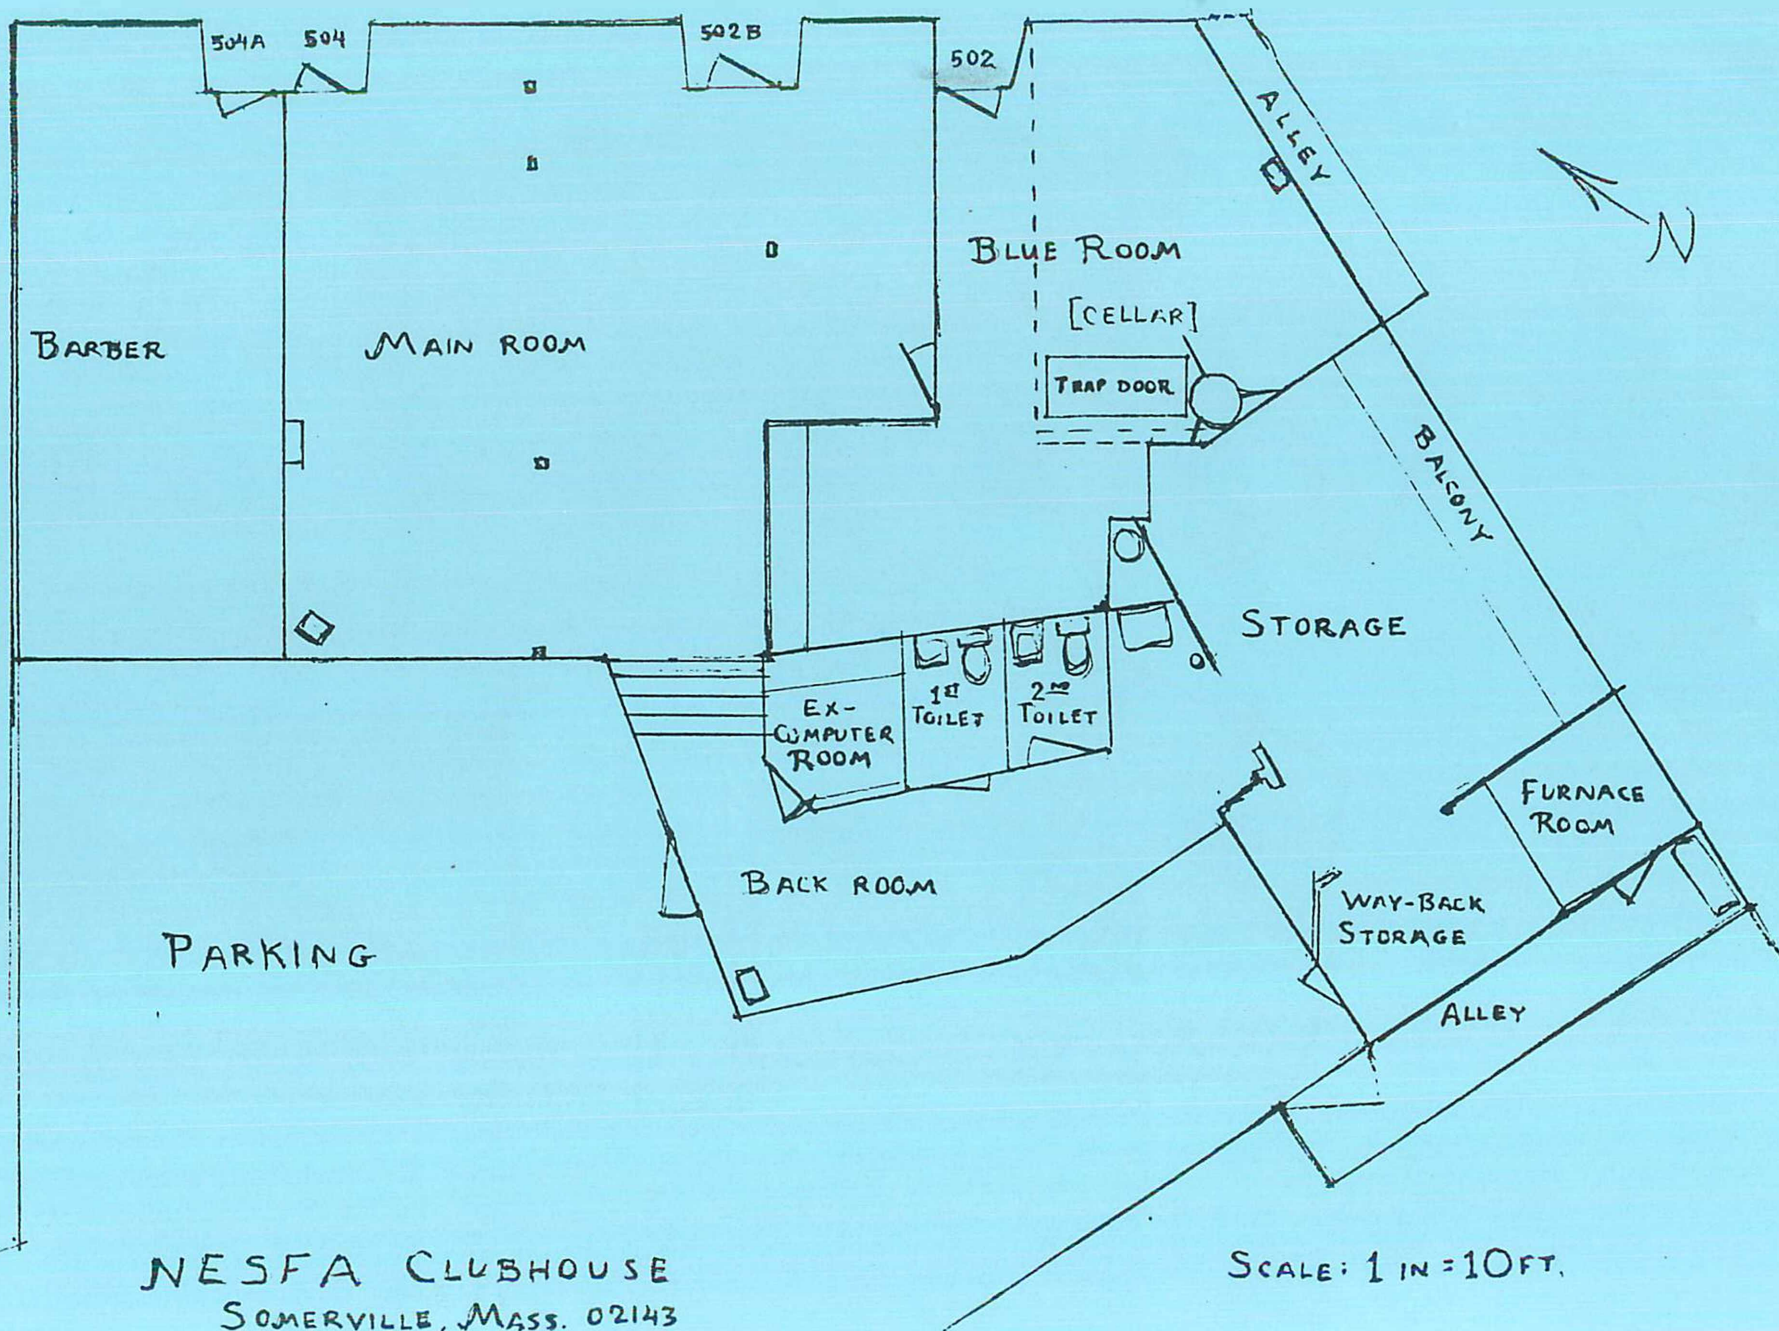 504A 504
502B
502
ALLEY
N
BLUE ROOM
[CELLAR]
BARBER
MAIN ROOM
TRAP DOOR
BALCONY
STORAGE
EX-
COMPUTER
ROOM
1ST
TOILET
2ND
TOILET
FURNACE
ROOM
BACK ROOM
WAY-BACK
STORAGE
PARKING
ALLEY
NESFA CLUBHOUSE
SOMERVILLE, MASS. 02143
SCALE: 1 IN = 10 FT.